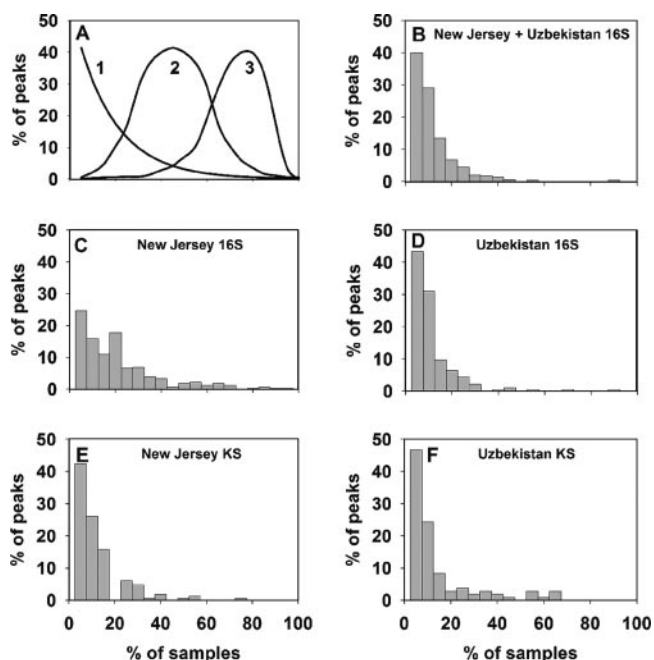 A
1
2
3
50
40
30
20
10
0
% of peaks
B New Jersey + Uzbekistan 16S
50
40
30
20
10
0
% of peaks
C New Jersey 16S
50
40
30
20
10
0
% of peaks
D Uzbekistan 16S
50
40
30
20
10
0
% of peaks
E New Jersey KS
50
40
30
20
10
0
% of peaks
0 20 40 60 80 100
% of samples
F Uzbekistan KS
50
40
30
20
10
0
% of peaks
0 20 40 60 80 100
% of samples